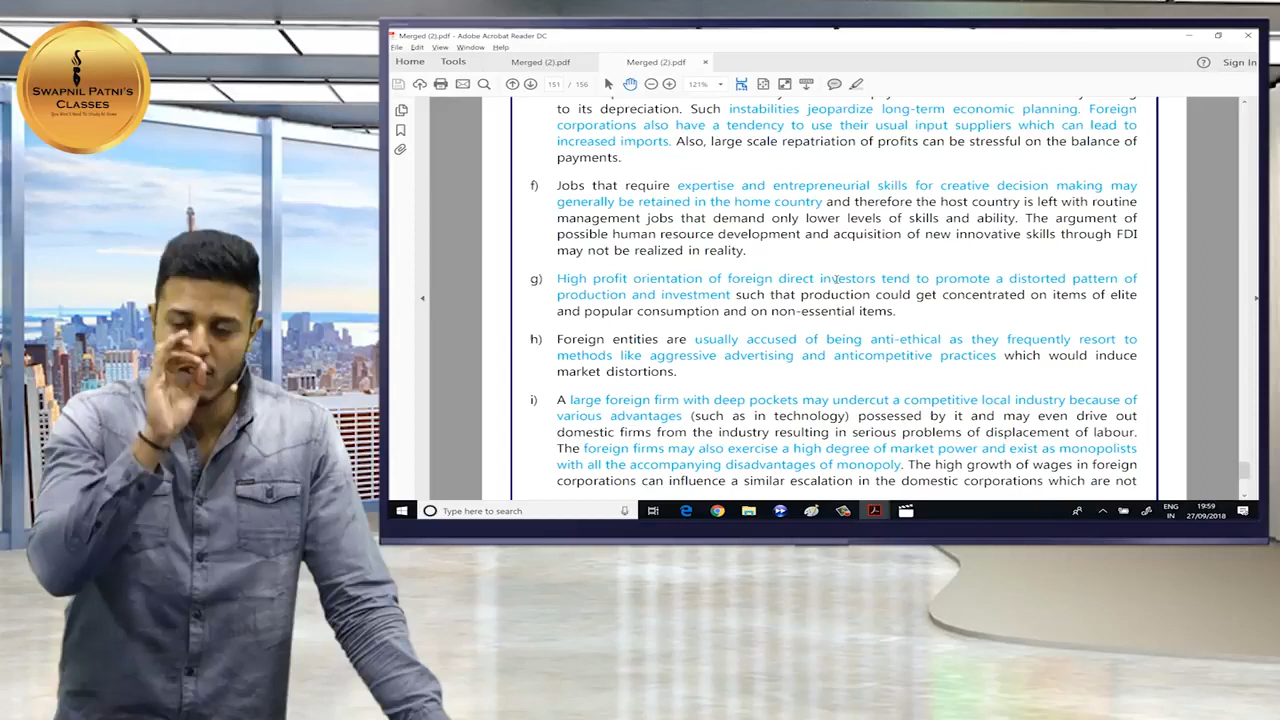 SWAPNIL PATNI'S
CLASSES
Merged (2).pdf - Adobe Acrobat Reader DC
File Edit View Window Help
Home Tools Merged (2).pdf Merged (2).pdf × Sign In
151 / 156 121%
to its depreciation. Such instabilities jeopardize long-term economic planning. Foreign
corporations also have a tendency to use their usual input suppliers which can lead to
increased imports. Also, large scale repatriation of profits can be stressful on the balance of
payments.
f) Jobs that require expertise and entrepreneurial skills for creative decision making may
generally be retained in the home country and therefore the host country is left with routine
management jobs that demand only lower levels of skills and ability. The argument of
possible human resource development and acquisition of new innovative skills through FDI
may not be realized in reality.
g) High profit orientation of foreign direct investors tend to promote a distorted pattern of
production and investment such that production could get concentrated on items of elite
and popular consumption and on non-essential items.
h) Foreign entities are usually accused of being anti-ethical as they frequently resort to
methods like aggressive advertising and anticompetitive practices which would induce
market distortions.
i) A large foreign firm with deep pockets may undercut a competitive local industry because of
various advantages (such as in technology) possessed by it and may even drive out
domestic firms from the industry resulting in serious problems of displacement of labour.
The foreign firms may also exercise a high degree of market power and exist as monopolists
with all the accompanying disadvantages of monopoly. The high growth of wages in foreign
corporations can influence a similar escalation in the domestic corporations which are not
Type here to search ENG 19:59
IN 27/09/2018